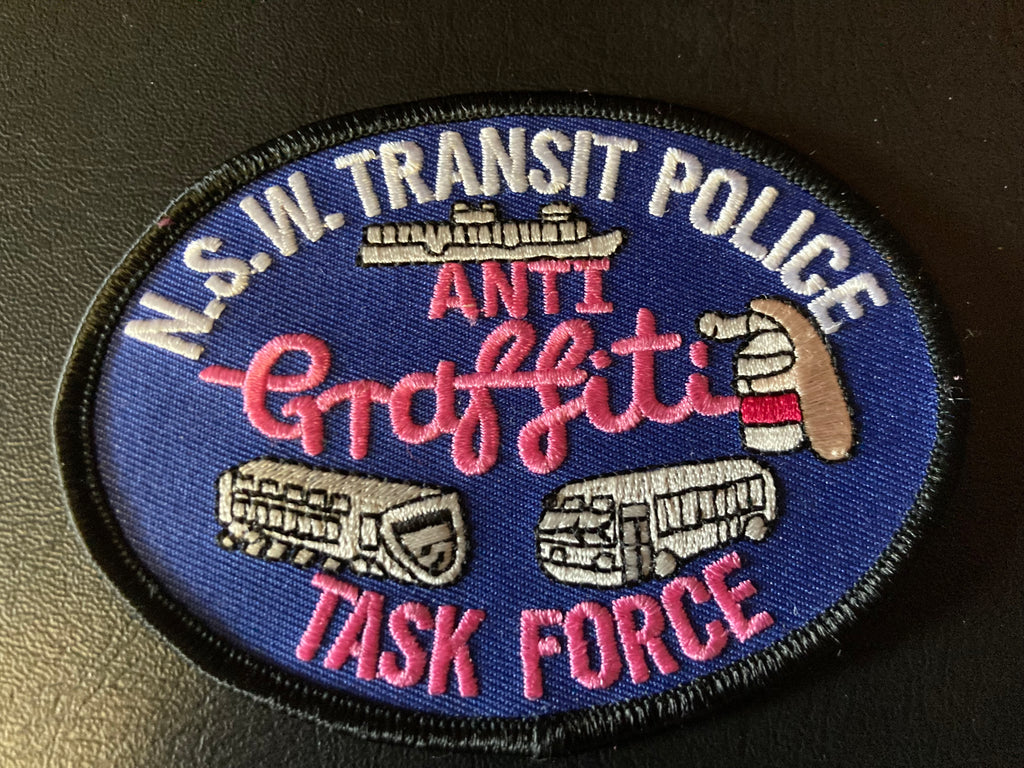 N.S.W. TRANSIT POLICE
ANTI
Graffiti
TASK FORCE